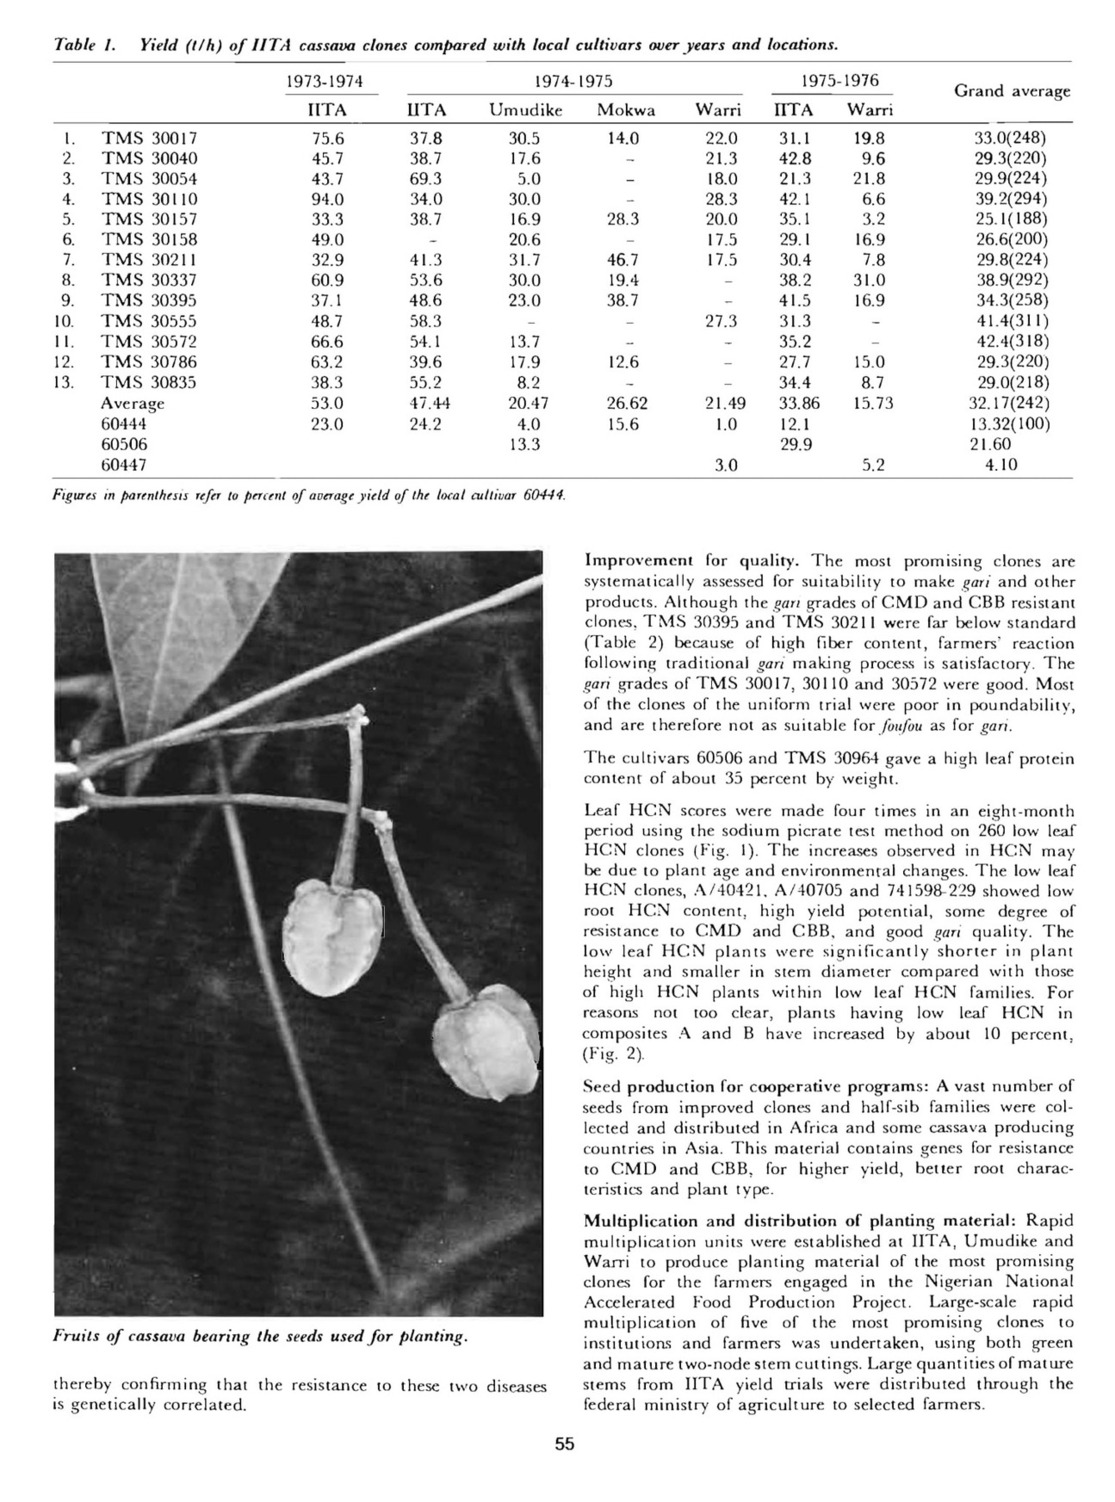 Table 1. Yield (t/h) of IITA cassava clones compared with local cultivars over years and locations.
1973-1974 1974-1975 1975-1976 Grand average
IITA IITA Umudike Mokwa Warri IITA Warri
1. TMS 30017 75.6 37.8 30.5 14.0 22.0 31.1 19.8 33.0(248)
2. TMS 30040 45.7 38.7 17.6 – 21.3 42.8 9.6 29.3(220)
3. TMS 30054 43.7 69.3 5.0 – 18.0 21.3 21.8 29.9(224)
4. TMS 30110 94.0 34.0 30.0 – 28.3 42.1 6.6 39.2(294)
5. TMS 30157 33.3 38.7 16.9 28.3 20.0 35.1 3.2 25.1(188)
6. TMS 30158 49.0 – 20.6 – 17.5 29.1 16.9 26.6(200)
7. TMS 30211 32.9 41.3 31.7 46.7 17.5 30.4 7.8 29.8(224)
8. TMS 30337 60.9 53.6 30.0 19.4 – 38.2 31.0 38.9(292)
9. TMS 30395 37.1 48.6 23.0 38.7 – 41.5 16.9 34.3(258)
10. TMS 30555 48.7 58.3 – – 27.3 31.3 – 41.4(311)
11. TMS 30572 66.6 54.1 13.7 – – 35.2 – 42.4(318)
12. TMS 30786 63.2 39.6 17.9 12.6 – 27.7 15.0 29.3(220)
13. TMS 30835 38.3 55.2 8.2 – – 34.4 8.7 29.0(218)
Average 53.0 47.44 20.47 26.62 21.49 33.86 15.73 32.17(242)
60444 23.0 24.2 4.0 15.6 1.0 12.1 13.32(100)
60506 13.3 29.9 21.60
60447 3.0 5.2 4.10
Figures in parenthesis refer to percent of average yield of the local cultivar 60444.
Fruits of cassava bearing the seeds used for planting.
thereby confirming that the resistance to these two diseases
is genetically correlated.
Improvement for quality. The most promising clones are
systematically assessed for suitability to make gari and other
products. Although the gari grades of CMD and CBB resistant
clones, TMS 30395 and TMS 30211 were far below standard
(Table 2) because of high fiber content, farmers' reaction
following traditional gari making process is satisfactory. The
gari grades of TMS 30017, 30110 and 30572 were good. Most
of the clones of the uniform trial were poor in poundability,
and are therefore not as suitable for foufou as for gari.
The cultivars 60506 and TMS 30964 gave a high leaf protein
content of about 35 percent by weight.
Leaf HCN scores were made four times in an eight-month
period using the sodium picrate test method on 260 low leaf
HCN clones (Fig. 1). The increases observed in HCN may
be due to plant age and environmental changes. The low leaf
HCN clones, A/40421, A/40705 and 741598-229 showed low
root HCN content, high yield potential, some degree of
resistance to CMD and CBB, and good gari quality. The
low leaf HCN plants were significantly shorter in plant
height and smaller in stem diameter compared with those
of high HCN plants within low leaf HCN families. For
reasons not too clear, plants having low leaf HCN in
composites A and B have increased by about 10 percent,
(Fig. 2).
Seed production for cooperative programs: A vast number of
seeds from improved clones and half-sib families were col-
lected and distributed in Africa and some cassava producing
countries in Asia. This material contains genes for resistance
to CMD and CBB, for higher yield, better root charac-
teristics and plant type.
Multiplication and distribution of planting material: Rapid
multiplication units were established at IITA, Umudike and
Warri to produce planting material of the most promising
clones for the farmers engaged in the Nigerian National
Accelerated Food Production Project. Large-scale rapid
multiplication of five of the most promising clones to
institutions and farmers was undertaken, using both green
and mature two-node stem cuttings. Large quantities of mature
stems from IITA yield trials were distributed through the
federal ministry of agriculture to selected farmers.
55